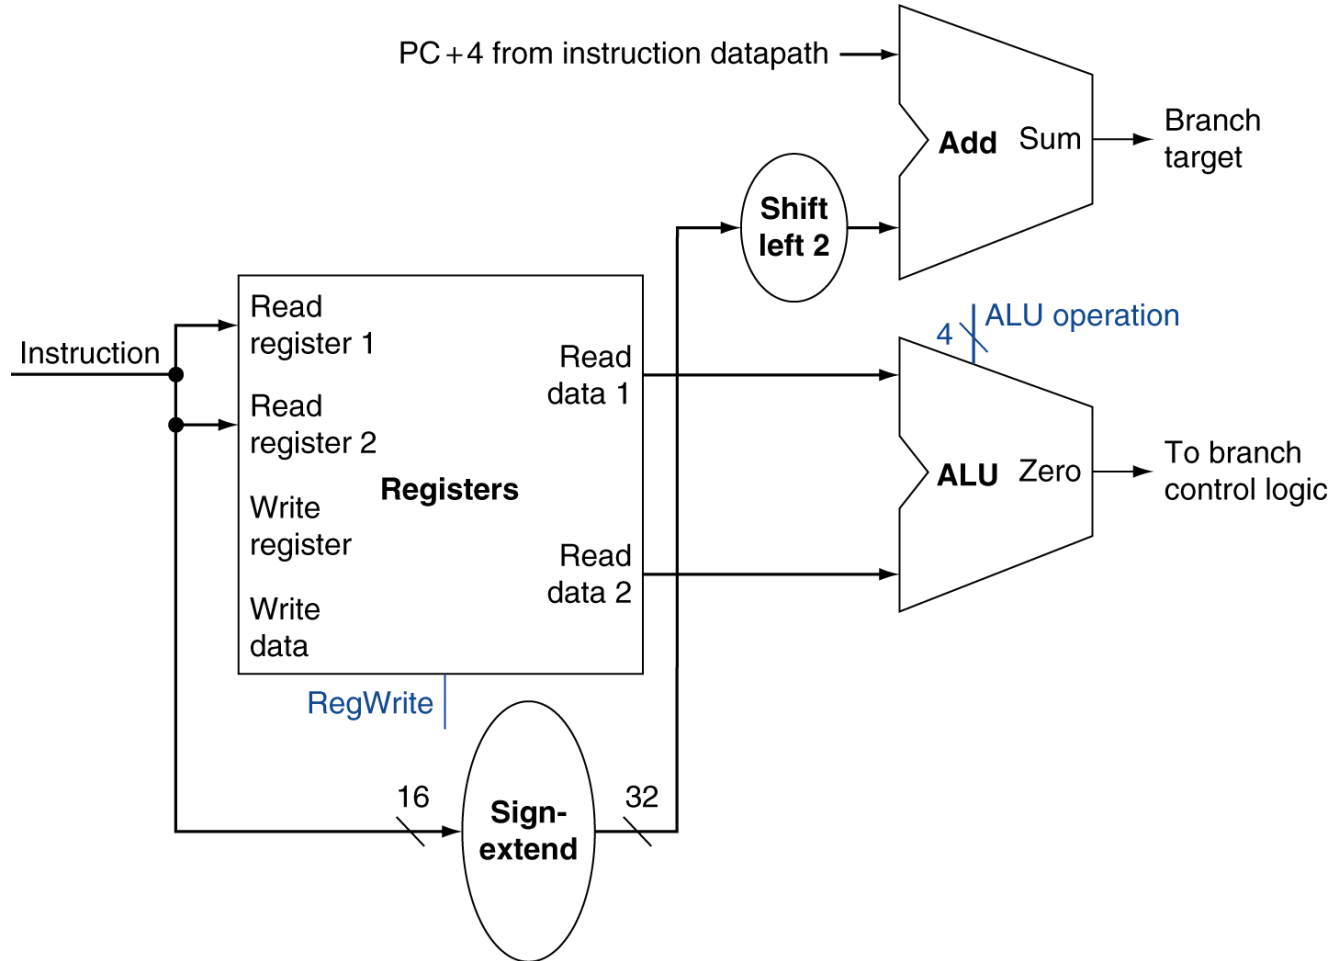 PC+4 from instruction datapath
Add Sum
Branch
target
Shift
left 2
4
ALU operation
Instruction
Read
register 1
Read
data 1
Read
register 2
Registers
ALU Zero
To branch
control logic
Write
register
Read
data 2
Write
data
RegWrite
16
Sign-
extend
32